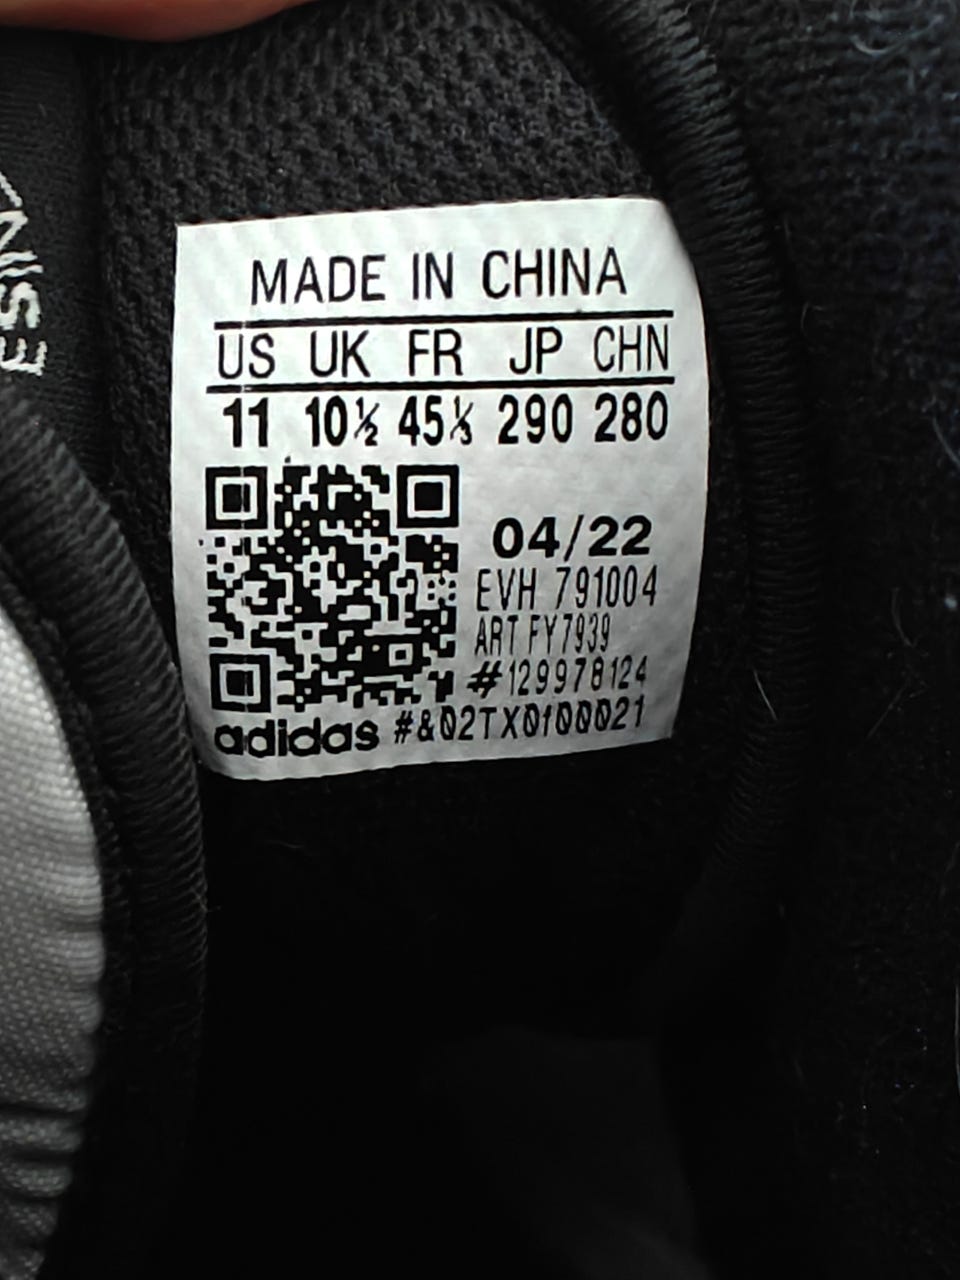 MADE IN CHINA
US UK FR JP CHN
11 10½ 45⅓ 290 280
04/22
EVH 791004
ART FY7939
#129978124
adidas #&02TX0100021